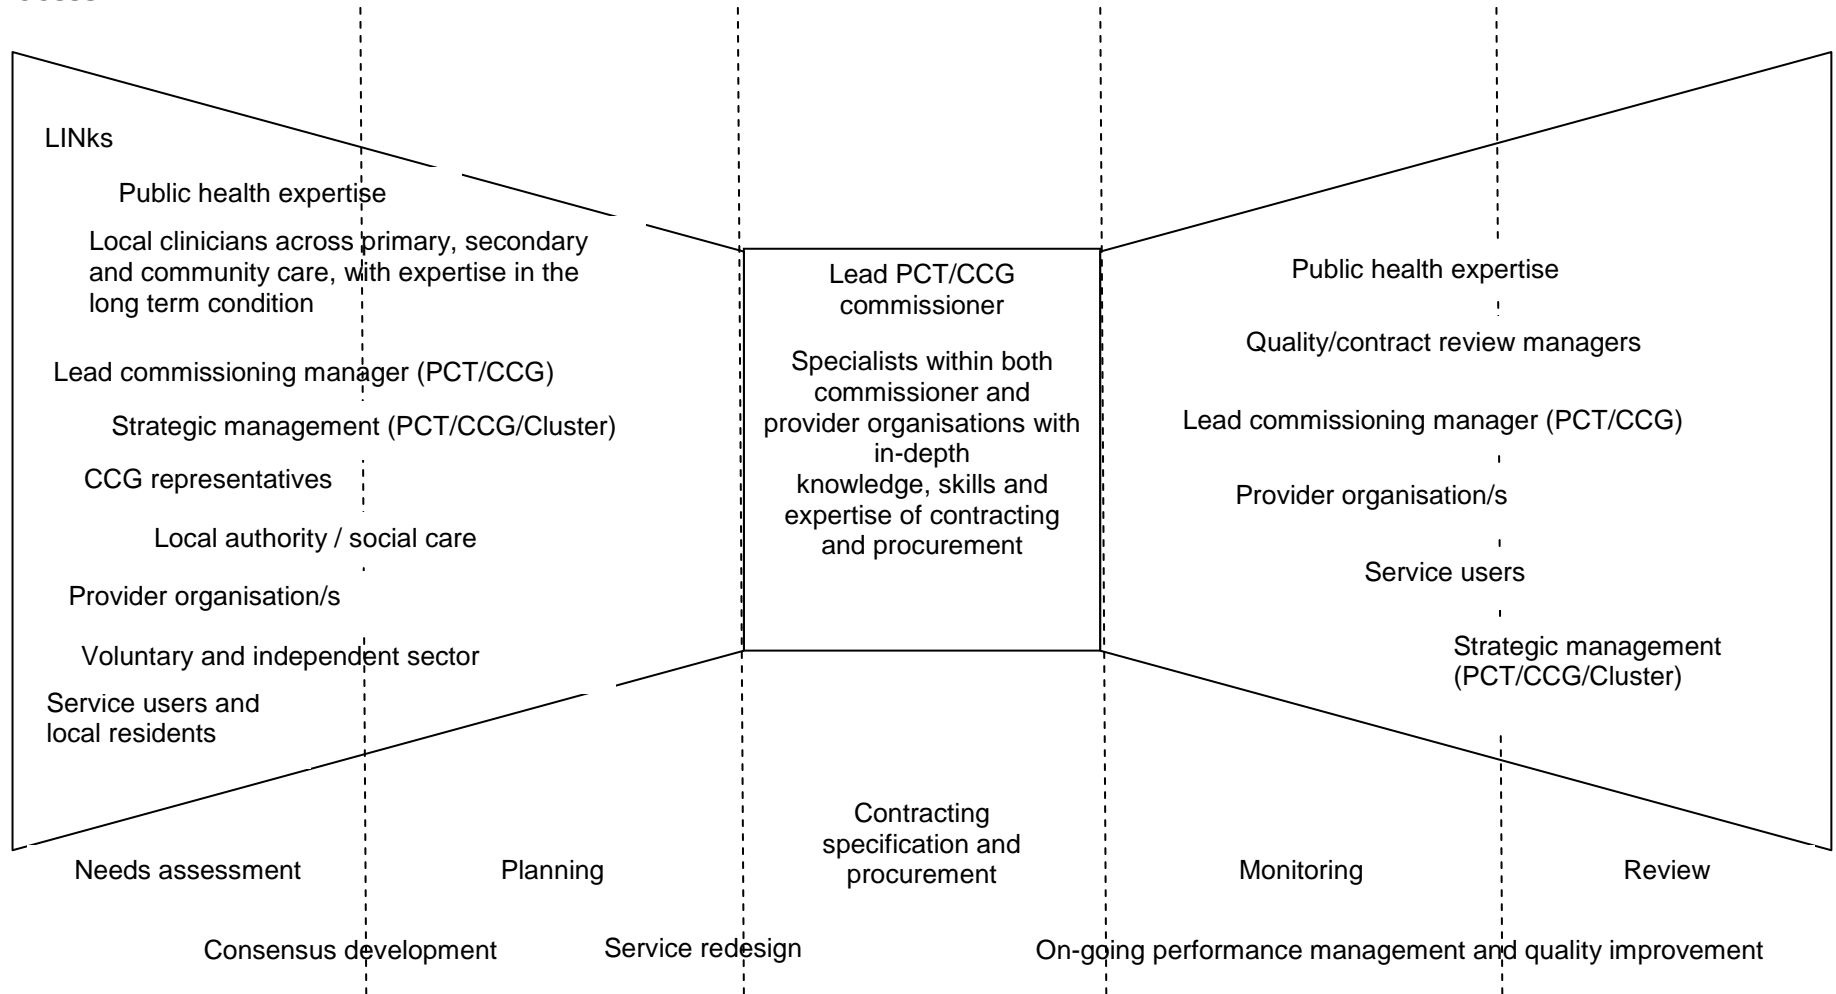 LINks
Public health expertise
Local clinicians across primary, secondary
and community care, with expertise in the
long term condition
Lead commissioning manager (PCT/CCG)
Strategic management (PCT/CCG/Cluster)
CCG representatives
Local authority / social care
Provider organisation/s
Voluntary and independent sector
Service users and
local residents
Lead PCT/CCG
commissioner
Specialists within both
commissioner and
provider organisations with
in-depth
knowledge, skills and
expertise of contracting
and procurement
Public health expertise
Quality/contract review managers
Lead commissioning manager (PCT/CCG)
Provider organisation/s
Service users
Strategic management
(PCT/CCG/Cluster)
Needs assessment
Planning
Contracting
specification and
procurement
Monitoring
Review
Consensus development
Service redesign
On-going performance management and quality improvement